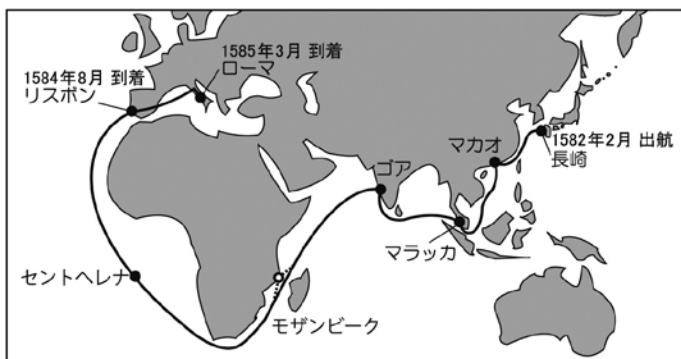 1585年3月 到着
ローマ
1584年8月 到着
リスボン
1582年2月 出航
長崎
マカオ
ゴア
マラッカ
セントヘレナ
モザンビーク